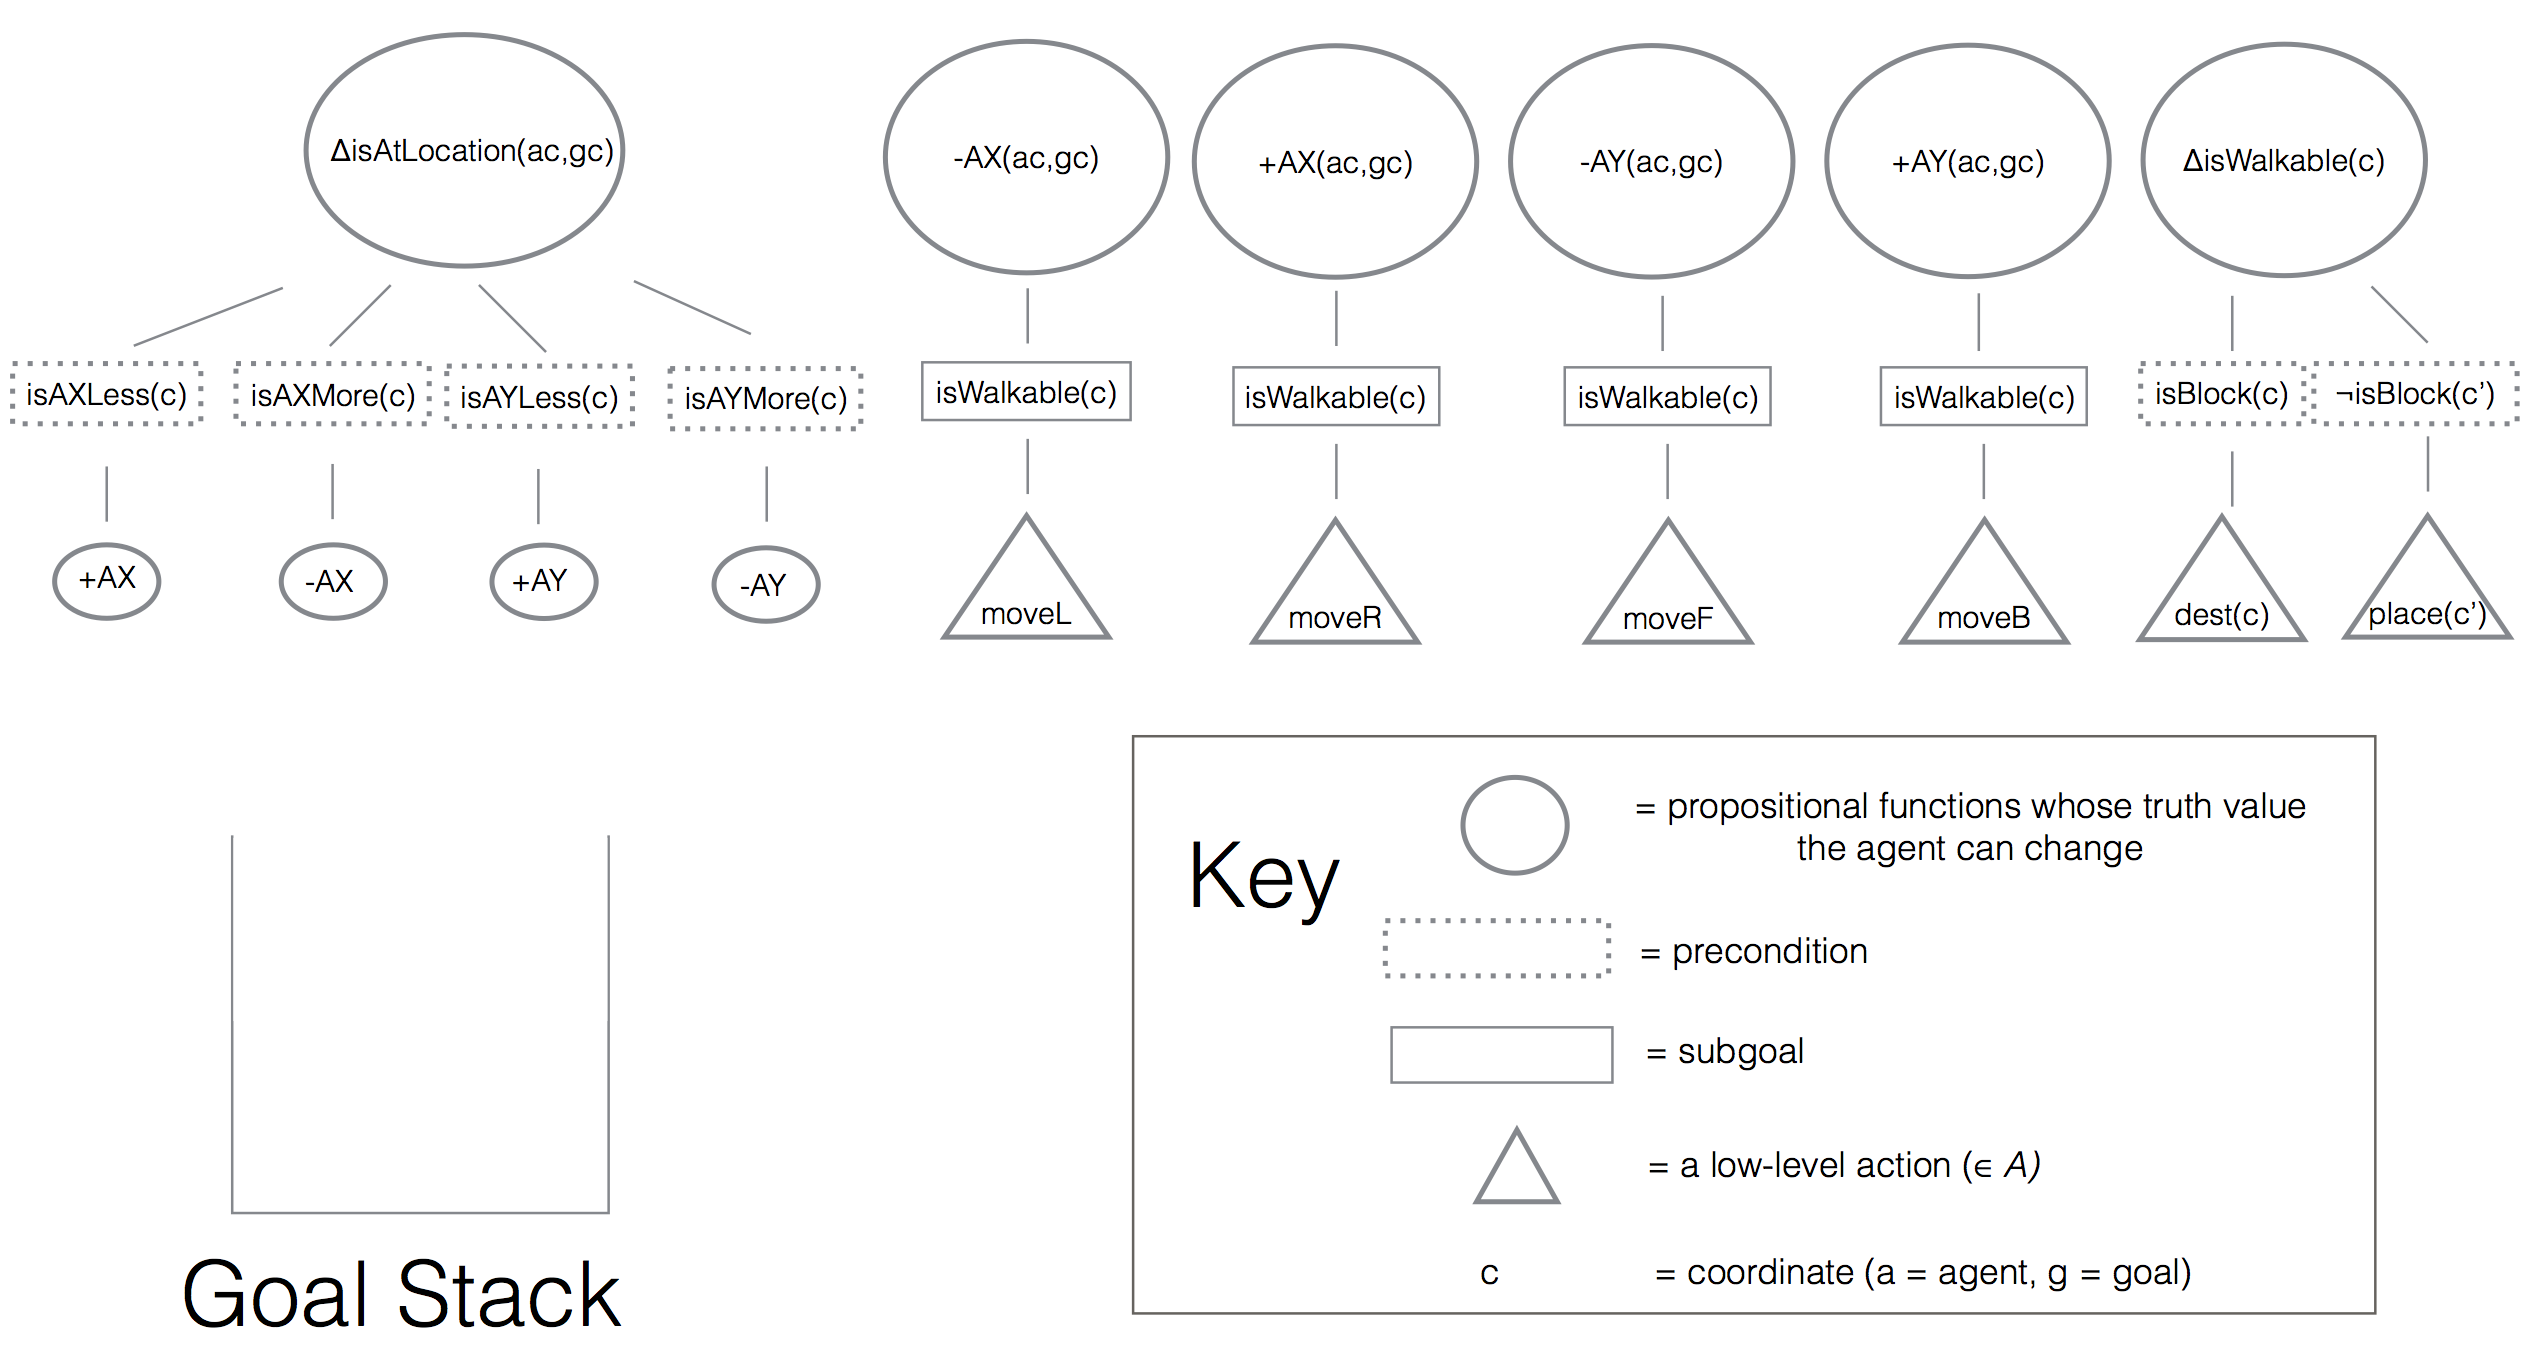 ΔisAtLocation(ac,gc)
-AX(ac,gc)
+AX(ac,gc)
-AY(ac,gc)
+AY(ac,gc)
ΔisWalkable(c)
isAXLess(c)
isAXMore(c)
isAYLess(c)
isAYMore(c)
isWalkable(c)
isWalkable(c)
isWalkable(c)
isWalkable(c)
isBlock(c)
¬isBlock(c’)
+AX
-AX
+AY
-AY
moveL
moveR
moveF
moveB
dest(c)
place(c’)
Key
= propositional functions whose truth value
the agent can change
= precondition
= subgoal
= a low-level action (∈ A)
c = coordinate (a = agent, g = goal)
Goal Stack